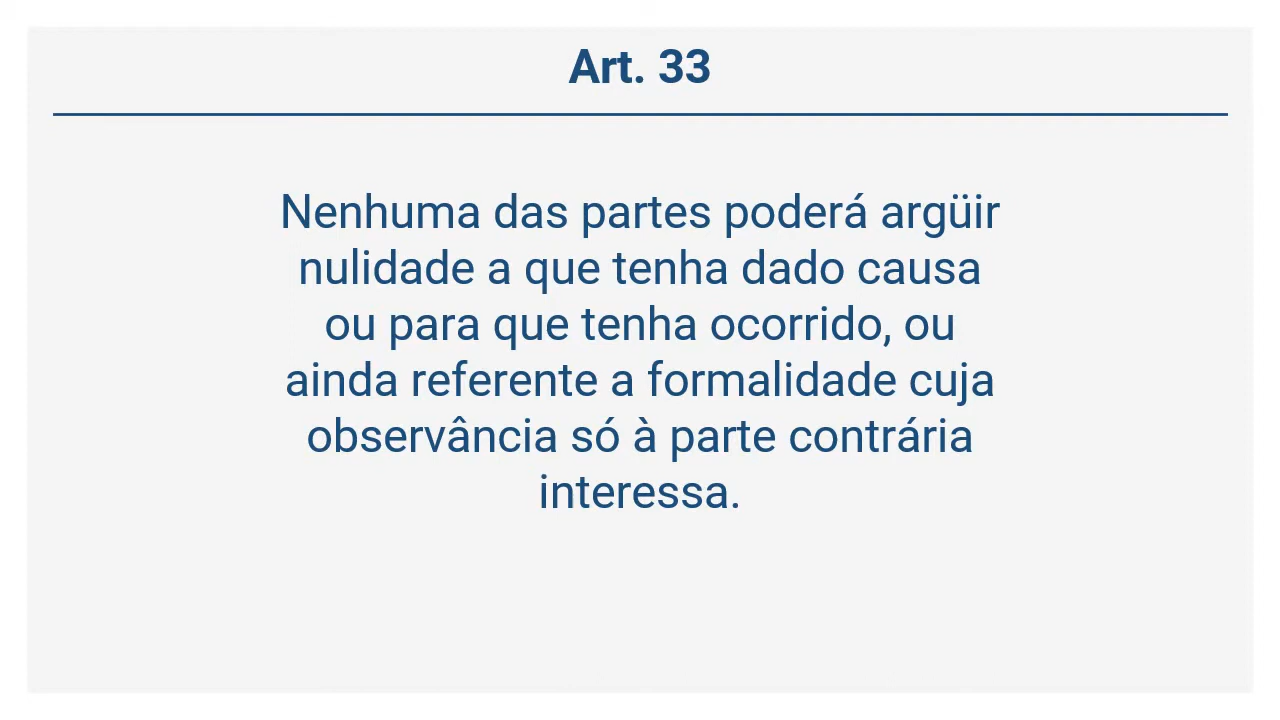 Art. 33
Nenhuma das partes poderá argüir
nulidade a que tenha dado causa
ou para que tenha ocorrido, ou
ainda referente a formalidade cuja
observância só à parte contrária
interessa.